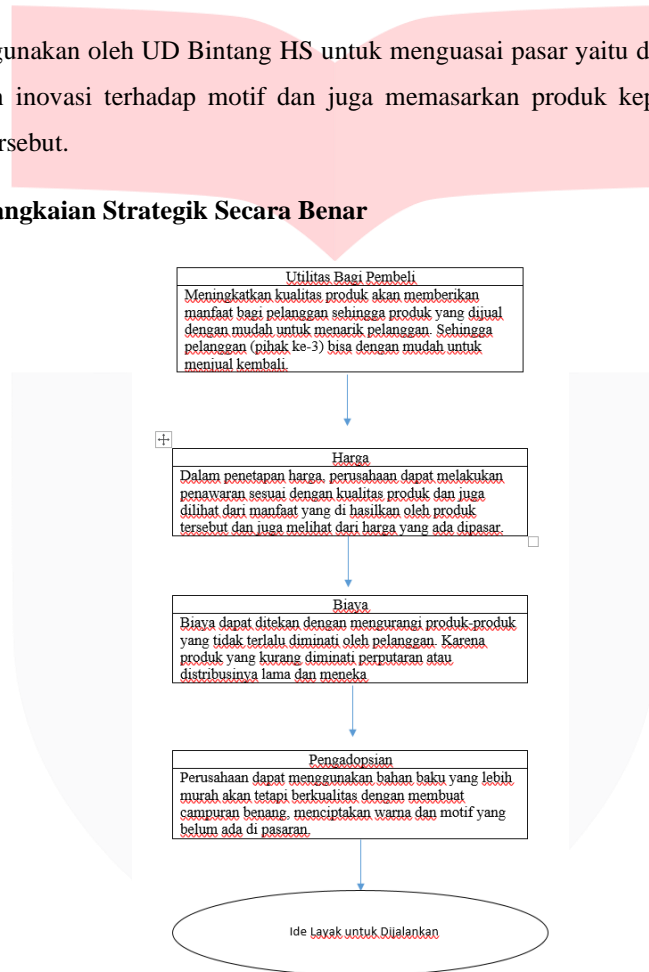 gunakan oleh UD Bintang HS untuk menguasai pasar yaitu d
inovasi terhadap motif dan juga memasarkan produk kep
rsebut.
angkaian Strategik Secara Benar
Utilitas Bagi Pembeli
Meningkatkan kualitas produk akan memberikan
manfaat bagi pelanggan sehingga produk yang dijual
dengan mudah untuk menarik pelanggan. Sehingga
pelanggan (pihak ke-3) bisa dengan mudah untuk
menjual kembali.
Harga
Dalam penetapan harga, perusahaan dapat melakukan
penawaran sesuai dengan kualitas produk dan juga
dilihat dari manfaat yang di hasilkan oleh produk
tersebut dan juga melihat dari harga yang ada dipasar.
Biaya
Biaya dapat ditekan dengan mengurangi produk-produk
yang tidak terlalu diminati oleh pelanggan. Karena
produk yang kurang diminati perputaran atau
distribusinya lama dan meneka
Pengadopsian
Perusahaan dapat menggunakan bahan baku yang lebih
murah akan tetapi berkualitas dengan membuat
campuran benang, menciptakan warna dan motif yang
belum ada di pasaran.
Ide Layak untuk Dijalankan